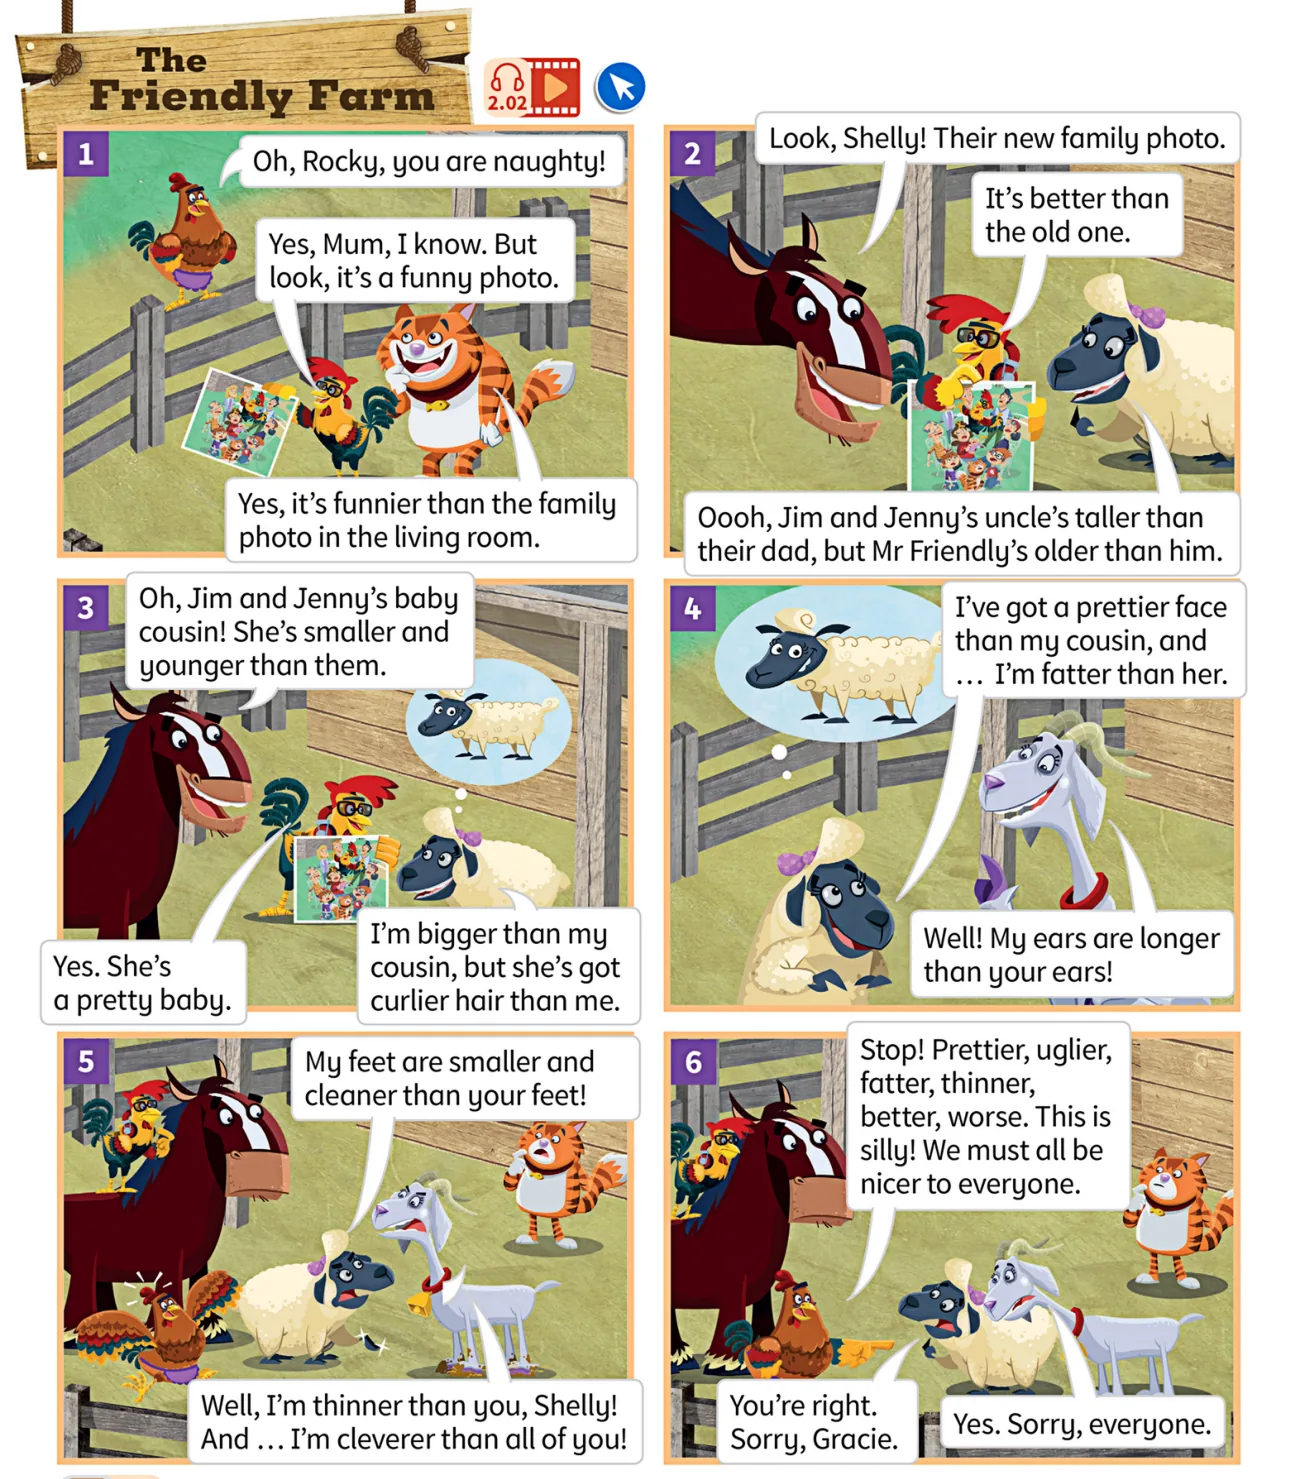 The
Friendly Farm
2.02
1
Oh, Rocky, you are naughty!
Yes, Mum, I know. But
look, it's a funny photo.
Yes, it's funnier than the family
photo in the living room.
2
Look, Shelly! Their new family photo.
It's better than
the old one.
Oooh, Jim and Jenny's uncle's taller than
their dad, but Mr Friendly's older than him.
3
Oh, Jim and Jenny's baby
cousin! She's smaller and
younger than them.
Yes. She's
a pretty baby.
I'm bigger than my
cousin, but she's got
curlier hair than me.
4
I've got a prettier face
than my cousin, and
... I'm fatter than her.
Well! My ears are longer
than your ears!
5
My feet are smaller and
cleaner than your feet!
Well, I'm thinner than you, Shelly!
And ... I'm cleverer than all of you!
6
Stop! Prettier, uglier,
fatter, thinner,
better, worse. This is
silly! We must all be
nicer to everyone.
You're right.
Sorry, Gracie.
Yes. Sorry, everyone.